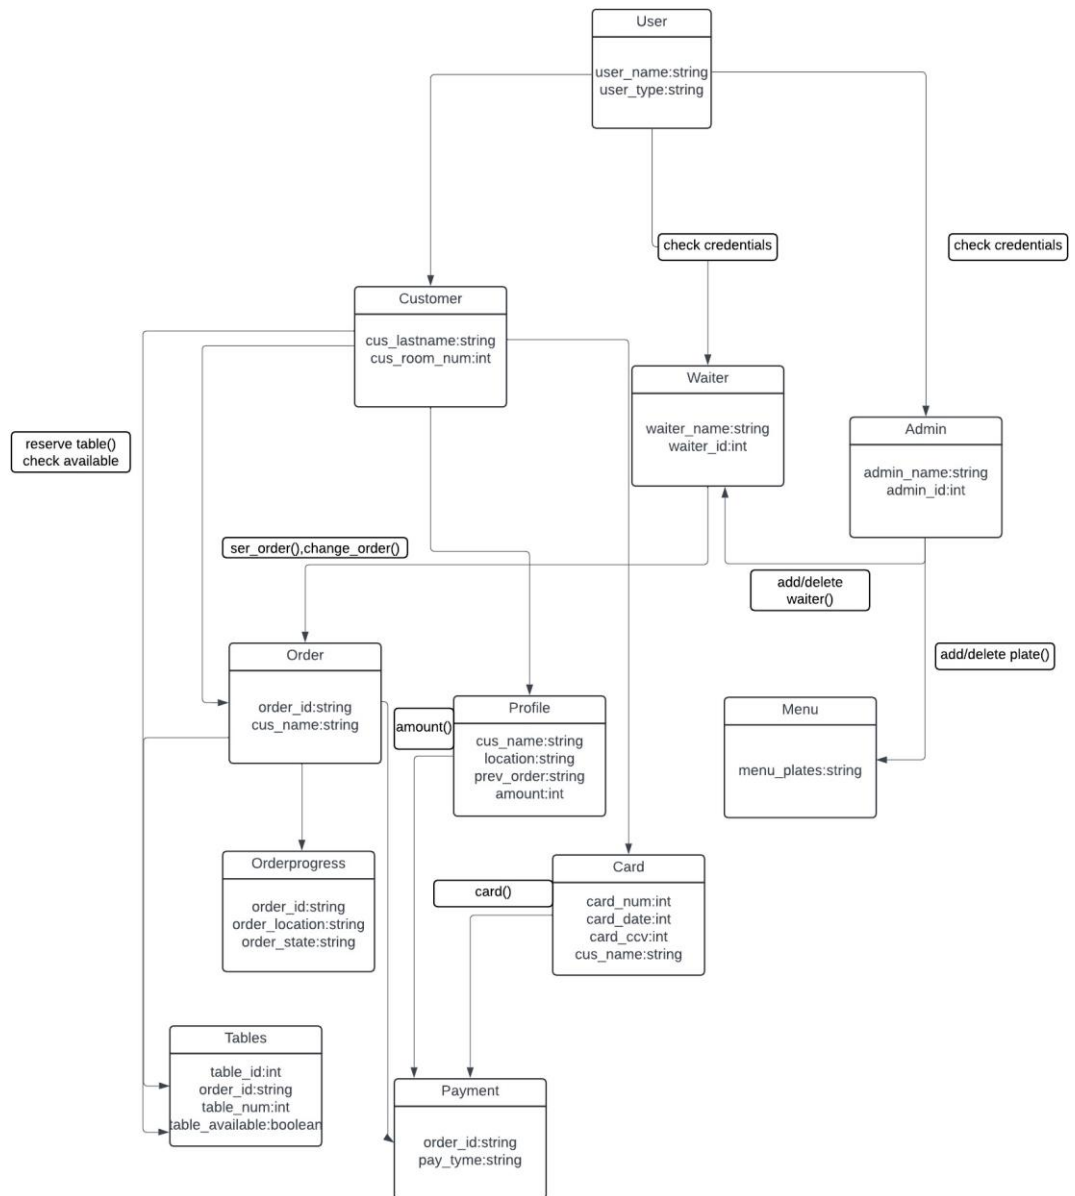 User
user_name:string
user_type:string
check credentials
check credentials
Customer
cus_lastname:string
cus_room_num:int
Waiter
waiter_name:string
waiter_id:int
Admin
admin_name:string
admin_id:int
reserve table()
check available
ser_order(),change_order()
add/delete
waiter()
add/delete plate()
Order
order_id:string
cus_name:string
amount()
Profile
cus_name:string
location:string
prev_order:string
amount:int
Menu
menu_plates:string
Orderprogress
order_id:string
order_location:string
order_state:string
card()
Card
card_num:int
card_date:int
card_ccv:int
cus_name:string
Tables
table_id:int
order_id:string
table_num:int
table_available:boolean
Payment
order_id:string
pay_tyme:string